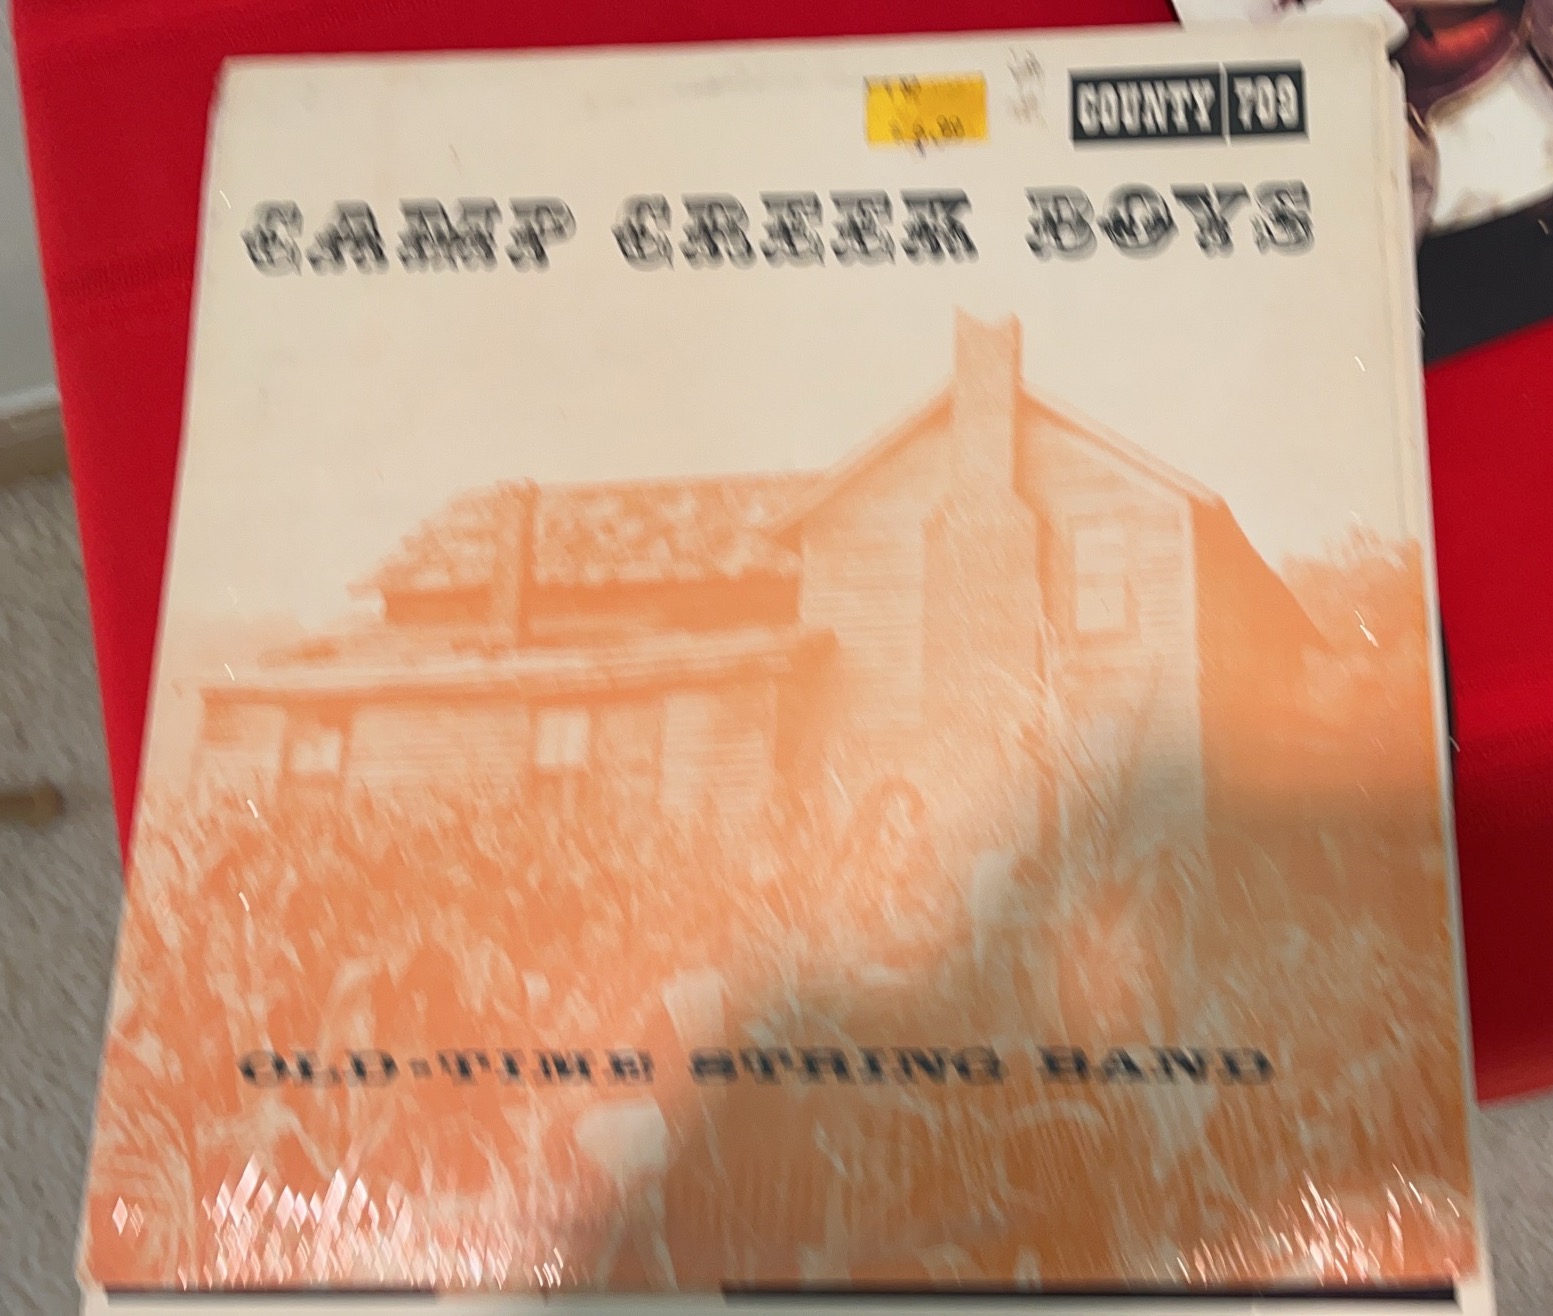 COUNTY 709
CAMP CREEK BOYS
OLD-TIME STRING BAND